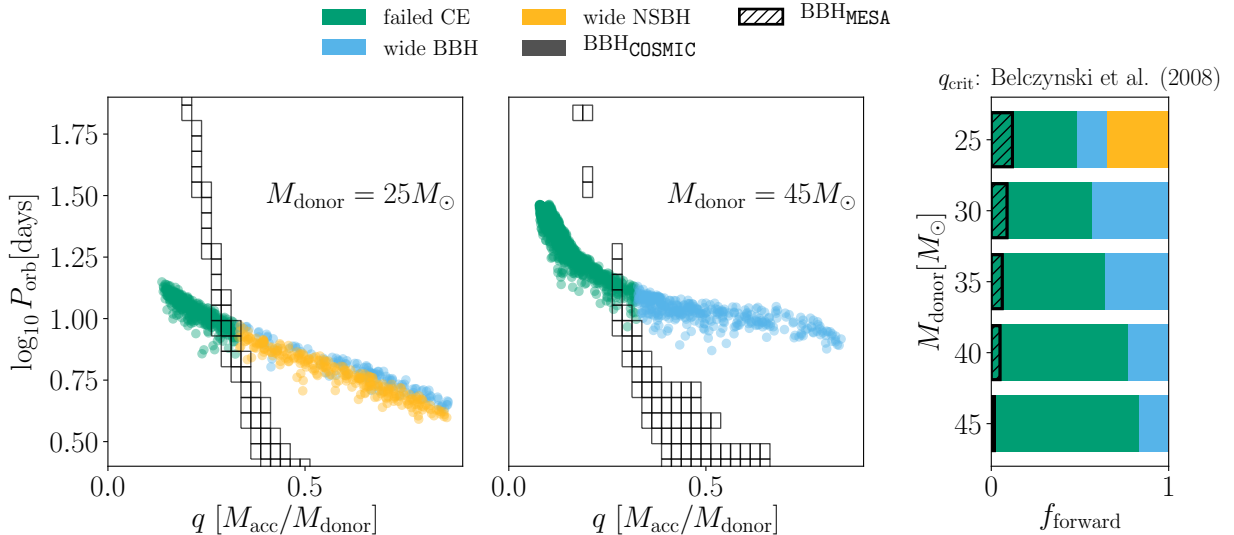 failed CE
wide BBH
wide NSBH
BBH_COSMIC
BBH_MESA
q_crit: Belczynski et al. (2008)
log₁₀ P_orb[days]
1.75
1.50
1.25
1.00
0.75
0.50
M_donor = 25M_⊙
0.0
0.5
q [M_acc/M_donor]
M_donor = 45M_⊙
0.0
0.5
q [M_acc/M_donor]
M_donor[M_⊙]
25
30
35
40
45
0
1
f_forward